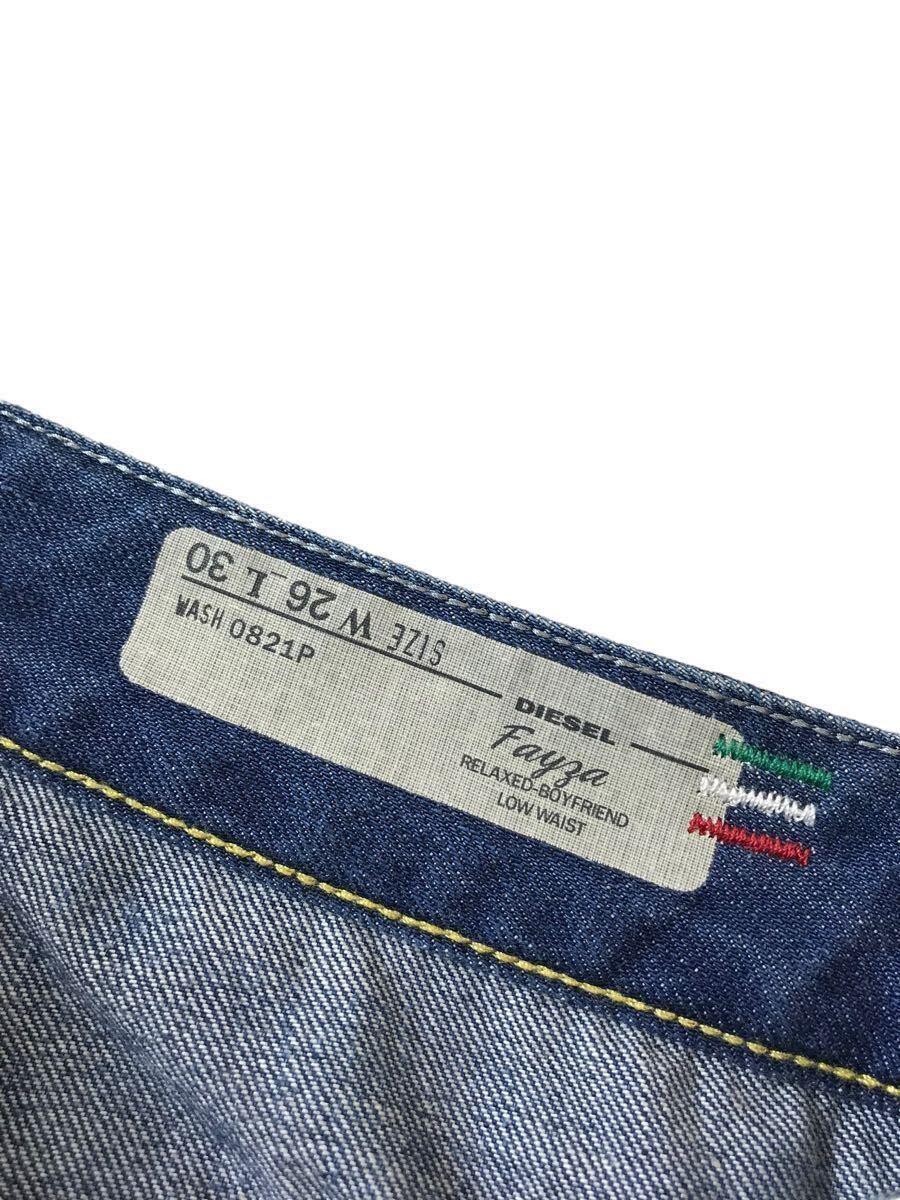 SIZE W 26 L 30
WASH 0821P
DIESEL
Fayza
RELAXED-BOYFRIEND
LOW WAIST